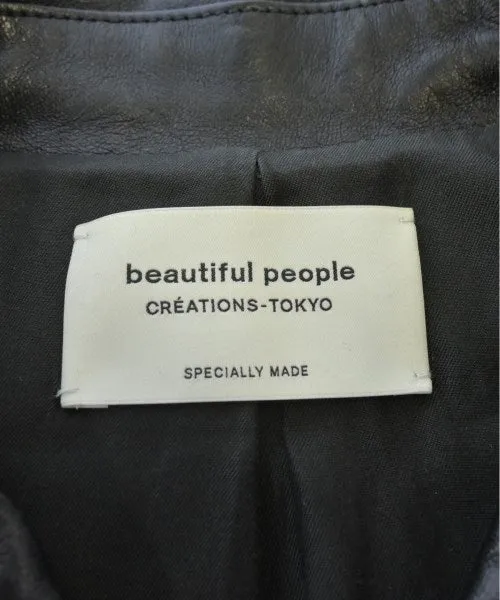 beautiful people
CRÉATIONS-TOKYO
SPECIALLY MADE